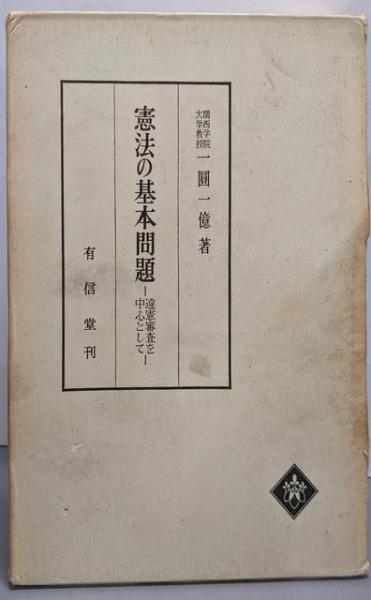 関西学院
大学教授
一圓一億著
憲法の基本問題
―違憲審査を
中心として―
有信堂刊